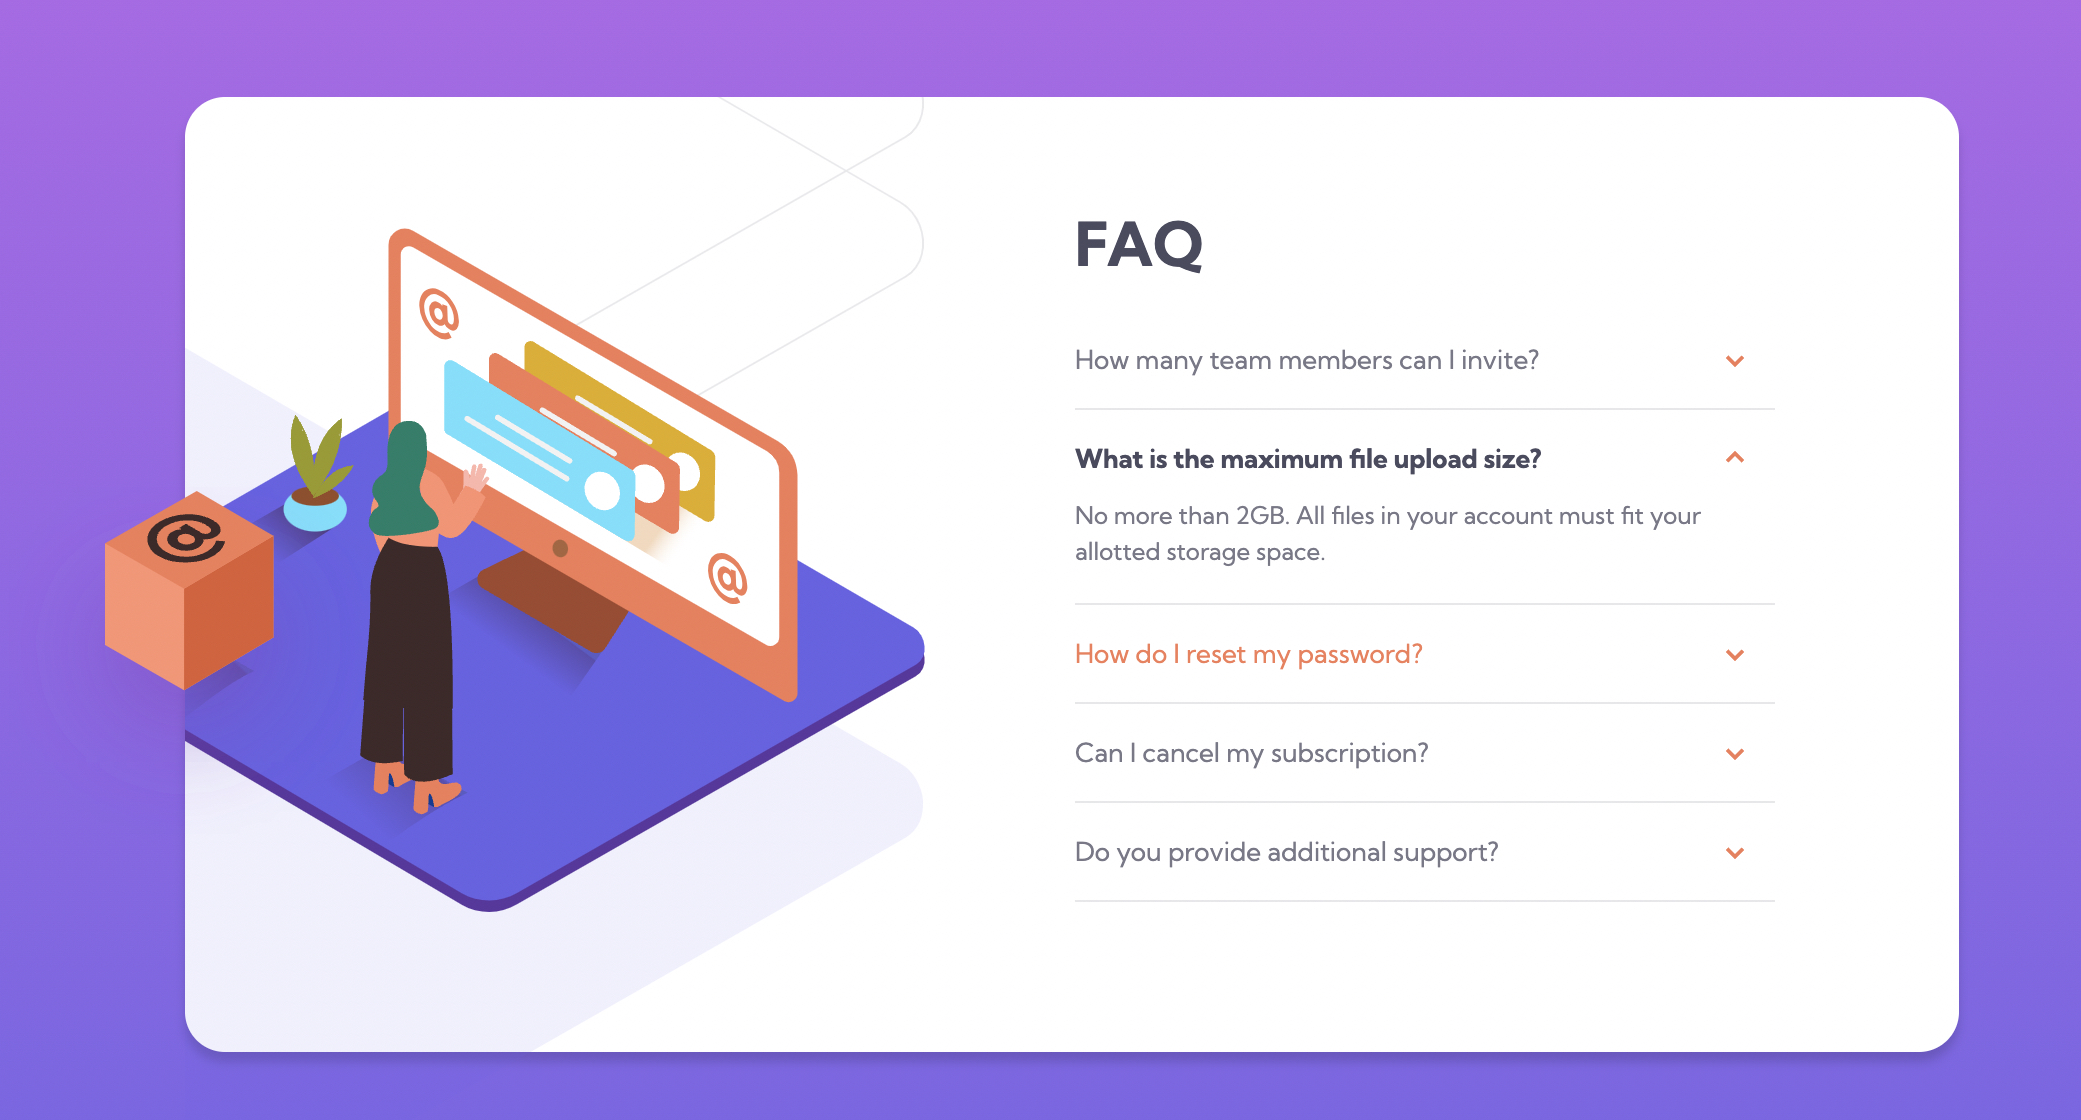 @
@
@
FAQ
How many team members can I invite?
What is the maximum file upload size?
No more than 2GB. All files in your account must fit your
allotted storage space.
How do I reset my password?
Can I cancel my subscription?
Do you provide additional support?